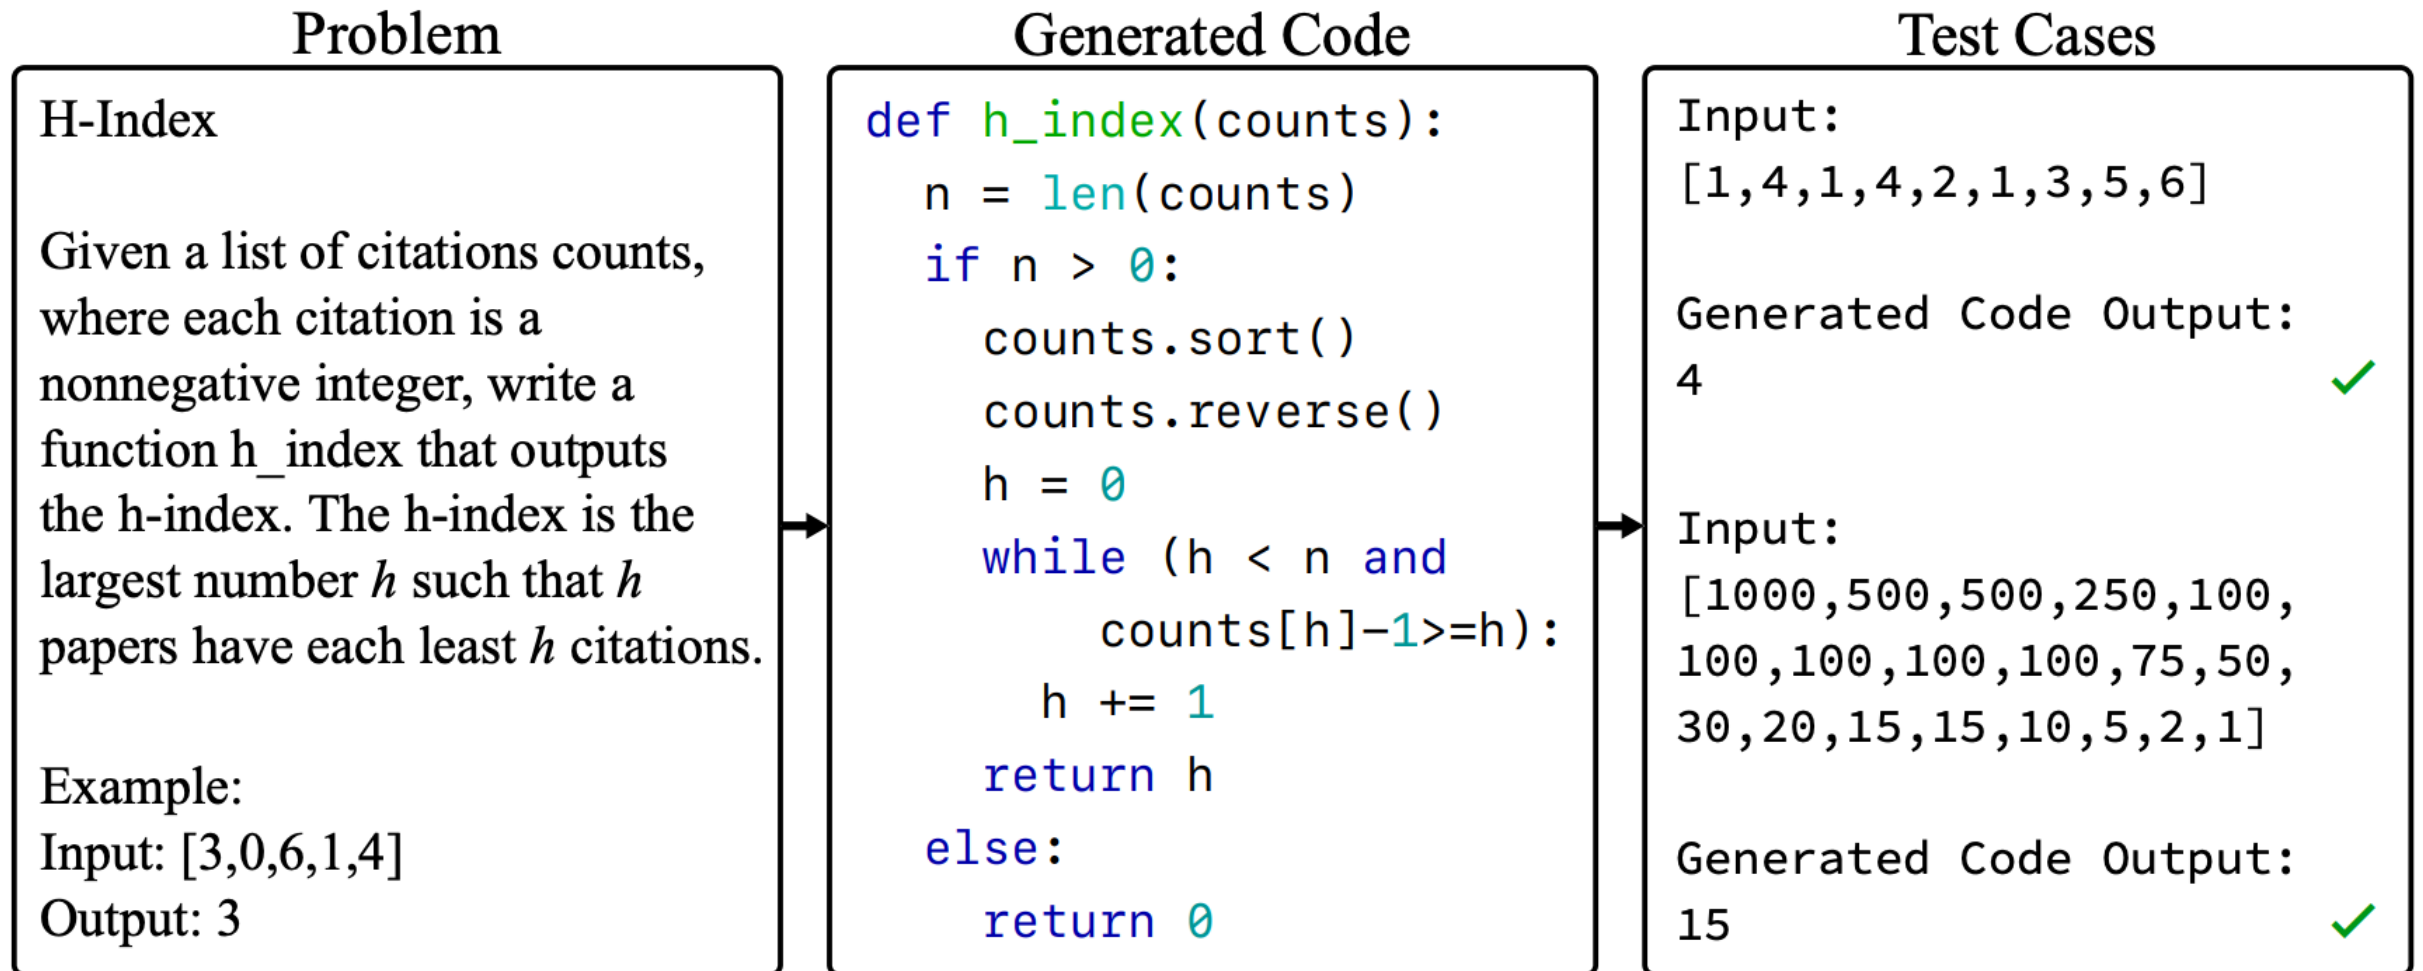 Problem
H-Index
Given a list of citations counts,
where each citation is a
nonnegative integer, write a
function h_index that outputs
the h-index. The h-index is the
largest number h such that h
papers have each least h citations.
Example:
Input: [3,0,6,1,4]
Output: 3
Generated Code
def h_index(counts):
  n = len(counts)
  if n > 0:
    counts.sort()
    counts.reverse()
    h = 0
    while (h < n and
        counts[h]-1>=h):
      h += 1
    return h
  else:
    return 0
Test Cases
Input:
[1,4,1,4,2,1,3,5,6]
Generated Code Output:
4
Input:
[1000,500,500,250,100,
100,100,100,100,75,50,
30,20,15,15,10,5,2,1]
Generated Code Output:
15